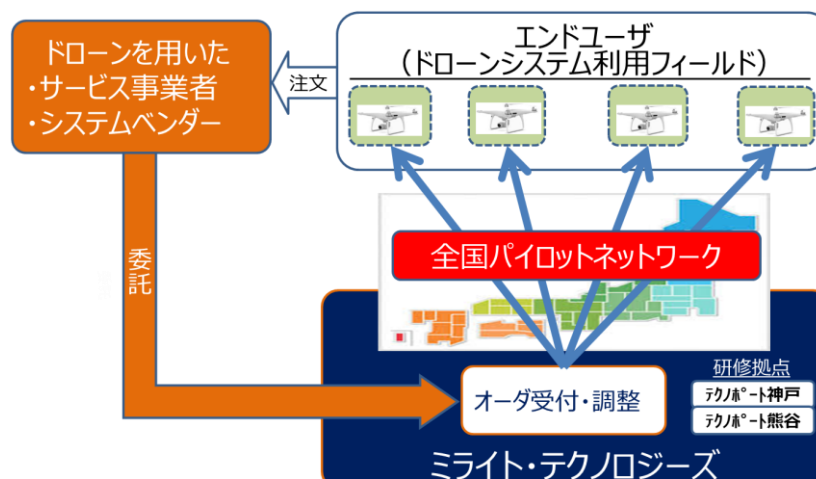 ドローンを用いた
・サービス事業者
・システムベンダー
注文
エンドユーザ
（ドローンシステム利用フィールド）
委託
全国パイロットネットワーク
オーダ受付・調整
研修拠点
ﾃｸﾉﾎﾟｰﾄ神戸
ﾃｸﾉﾎﾟｰﾄ熊谷
ミライト・テクノロジーズ